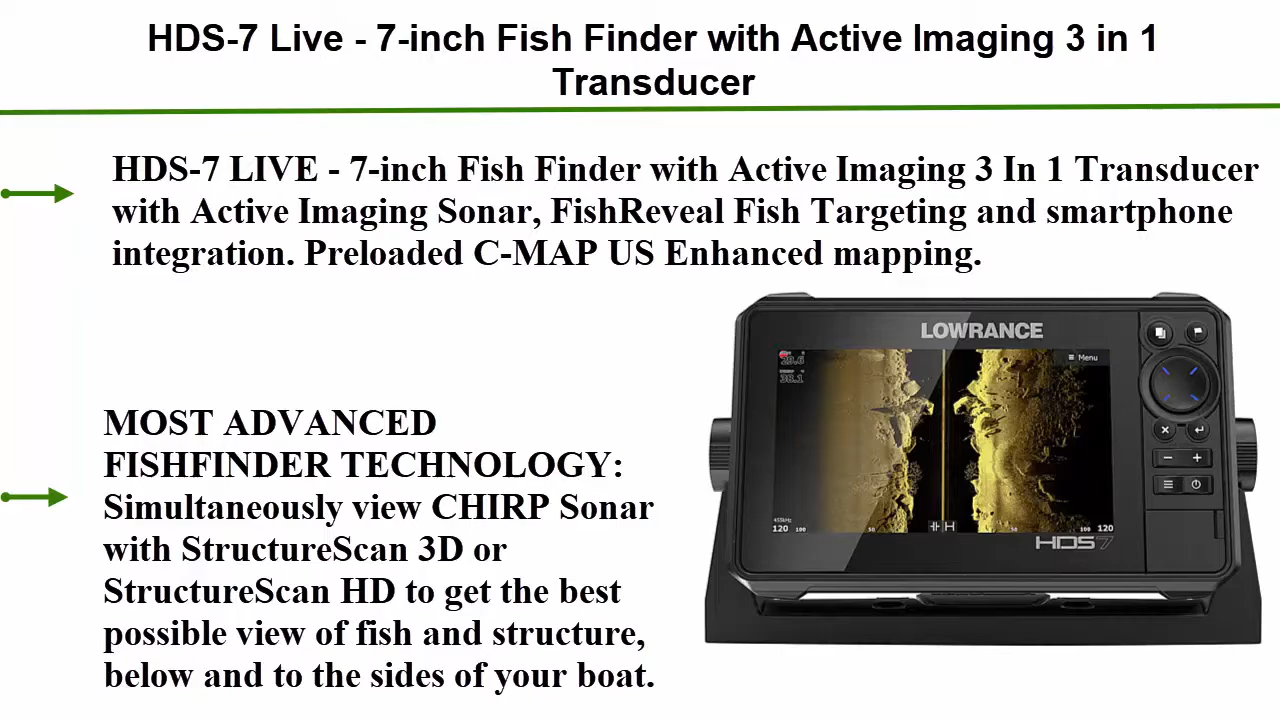 HDS-7 Live - 7-inch Fish Finder with Active Imaging 3 in 1
Transducer
HDS-7 LIVE - 7-inch Fish Finder with Active Imaging 3 In 1 Transducer
with Active Imaging Sonar, FishReveal Fish Targeting and smartphone
integration. Preloaded C-MAP US Enhanced mapping.
MOST ADVANCED
FISHFINDER TECHNOLOGY:
Simultaneously view CHIRP Sonar
with StructureScan 3D or
StructureScan HD to get the best
possible view of fish and structure,
below and to the sides of your boat.
LOWRANCE
Menu
120 100 50 50 100 120
HDS7